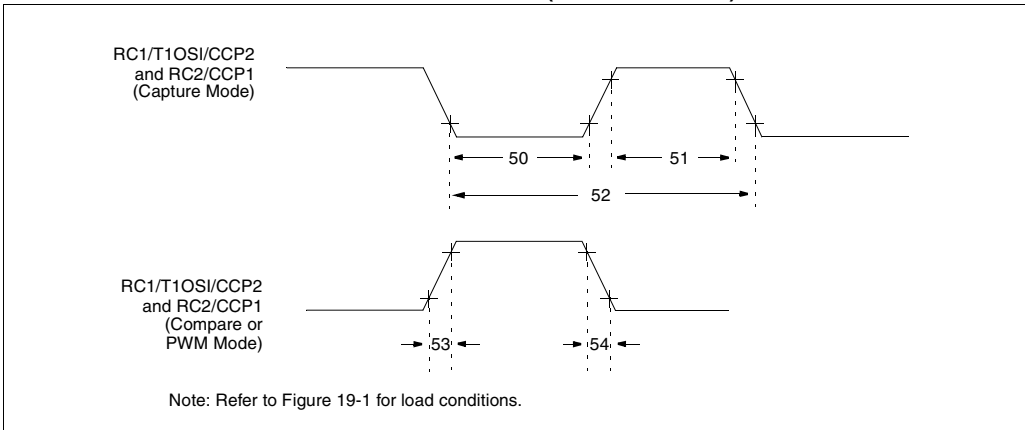 RC1/T1OSI/CCP2
and RC2/CCP1
(Capture Mode)
50
51
52
RC1/T1OSI/CCP2
and RC2/CCP1
(Compare or
PWM Mode)
53
54
Note: Refer to Figure 19-1 for load conditions.